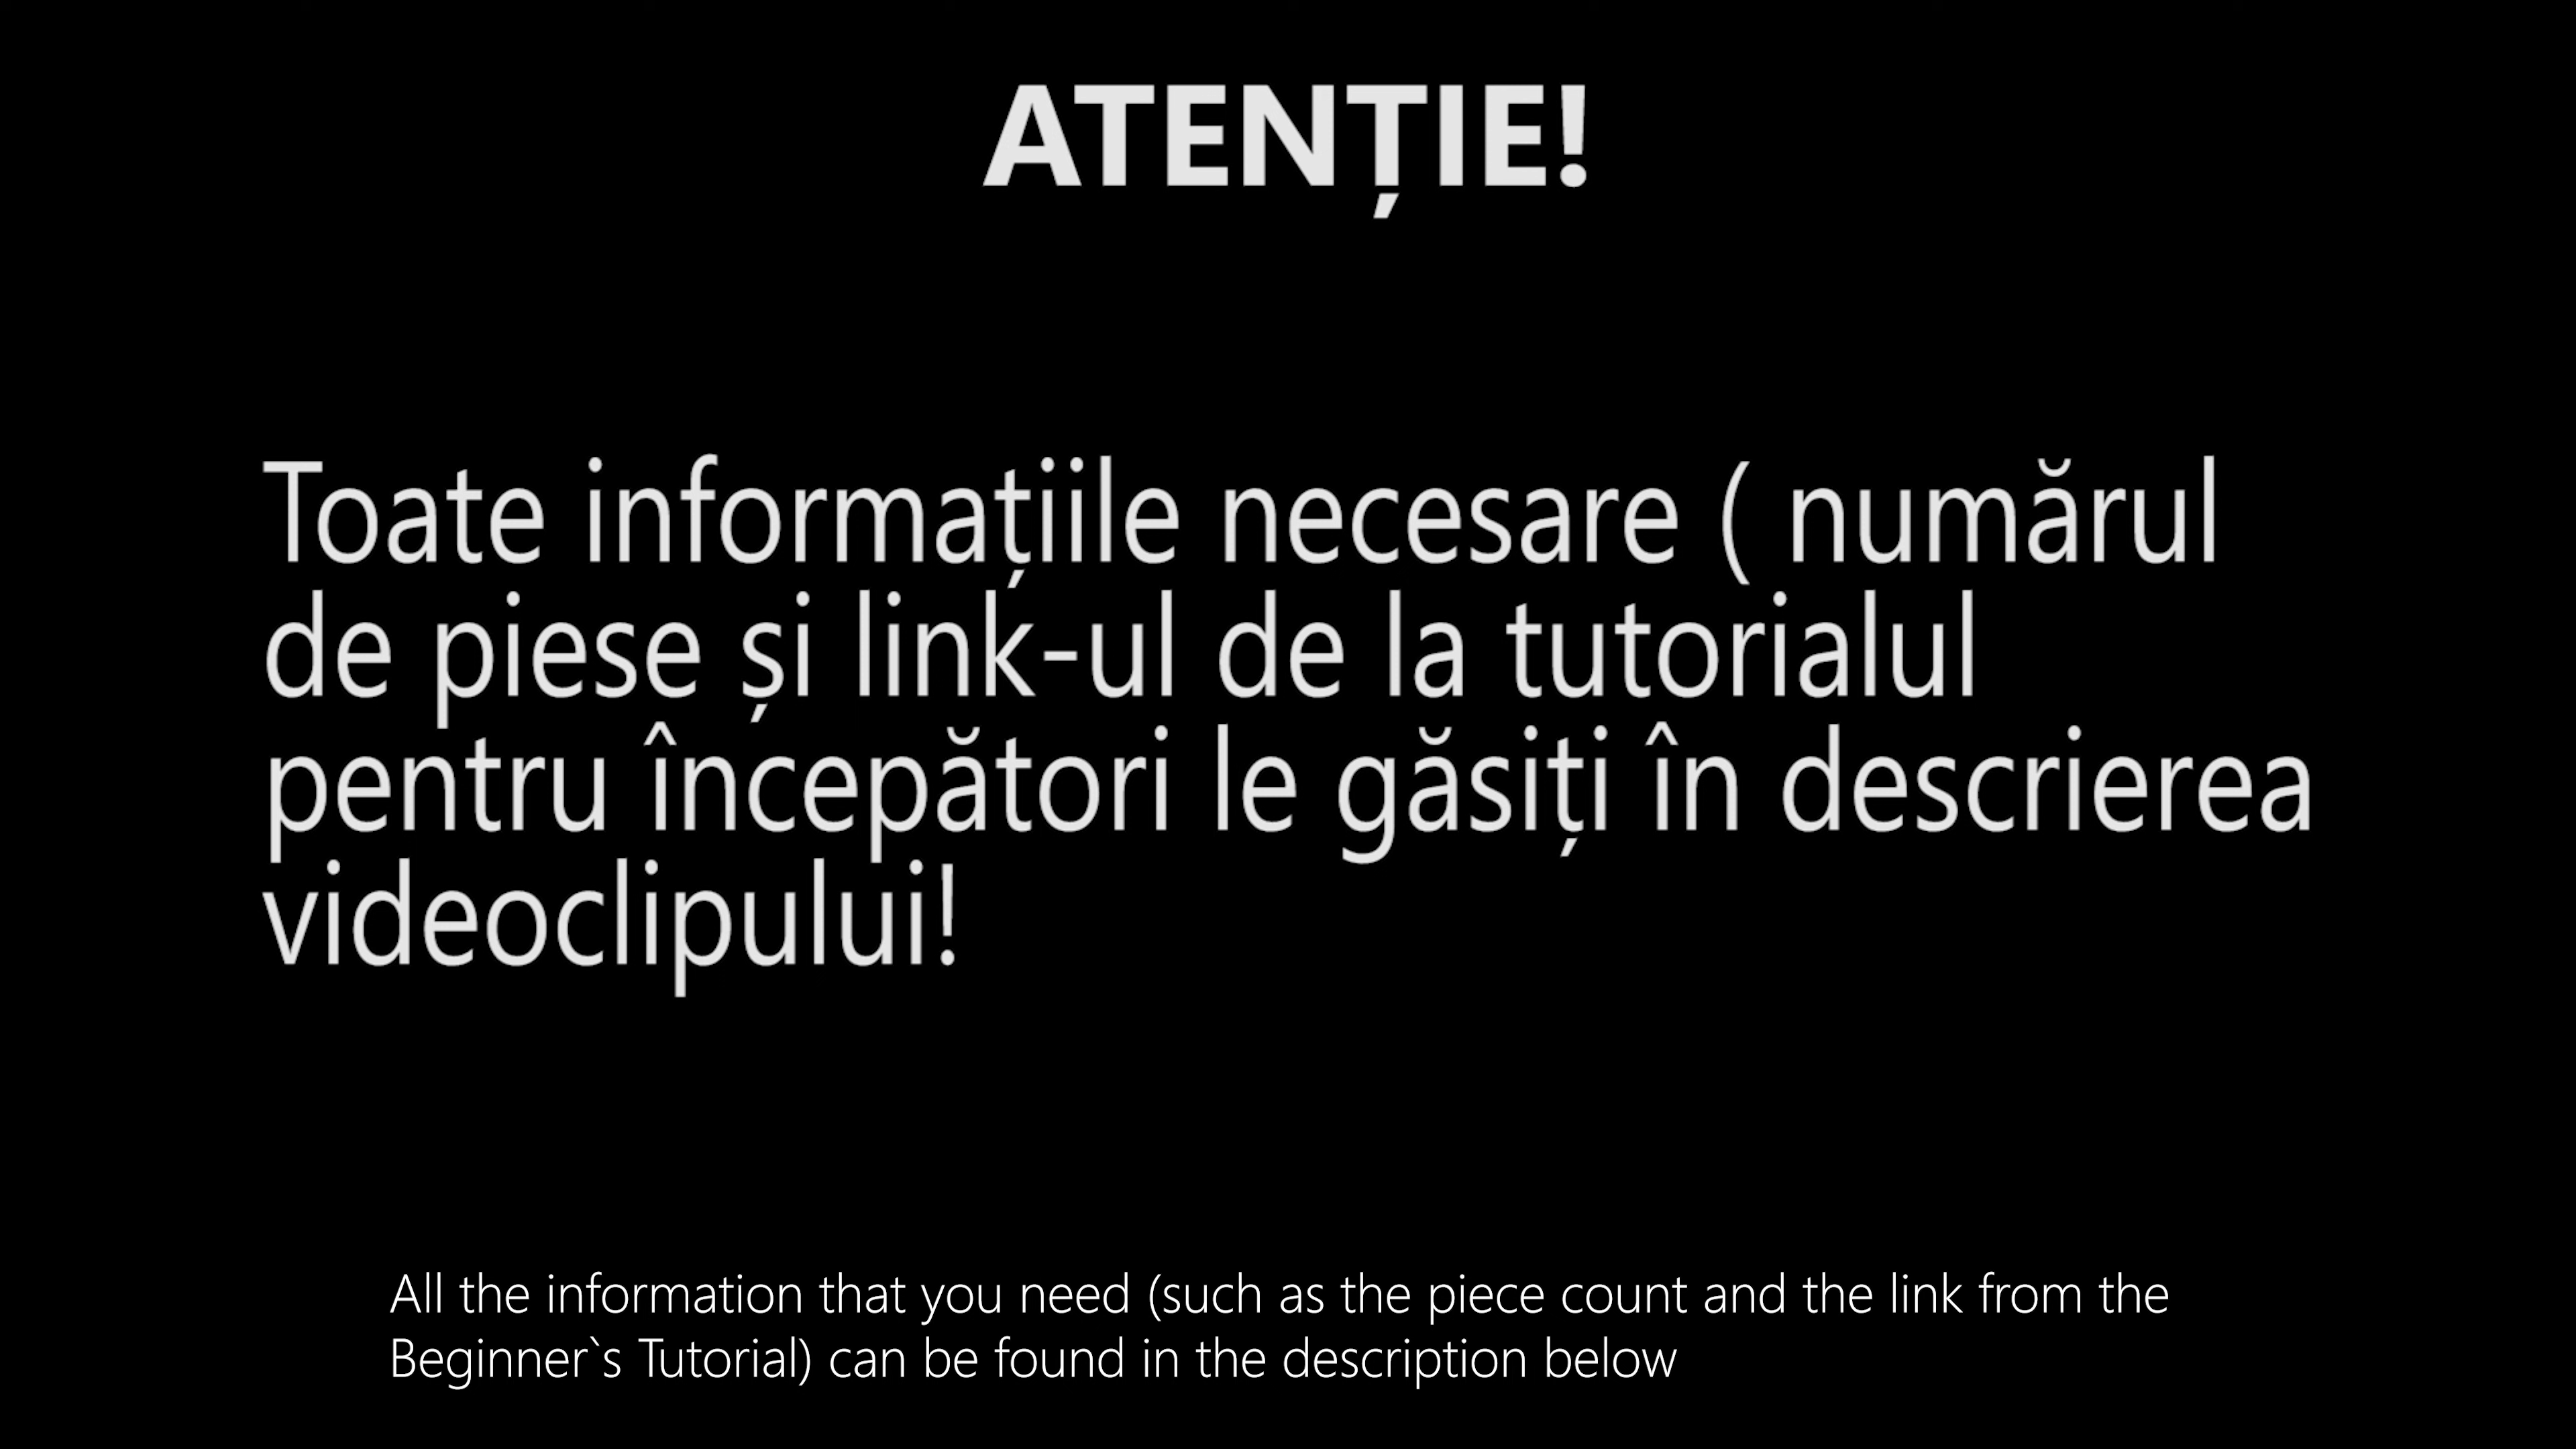 ATENȚIE!
Toate informațiile necesare ( numărul
de piese și link-ul de la tutorialul
pentru începători le găsiți în descrierea
videoclipului!
All the information that you need (such as the piece count and the link from the
Beginner`s Tutorial) can be found in the description below